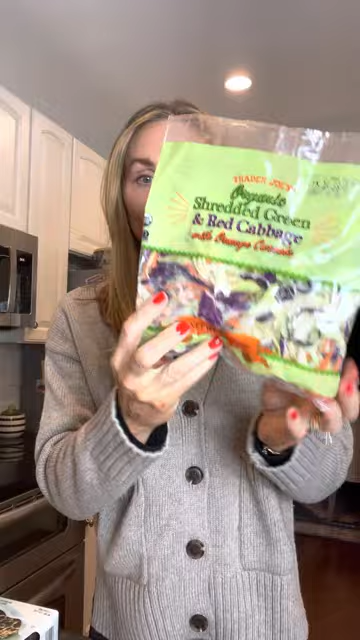 TRADER JOE'S
Organic
Shredded Green
& Red Cabbage
with Orange Carrots